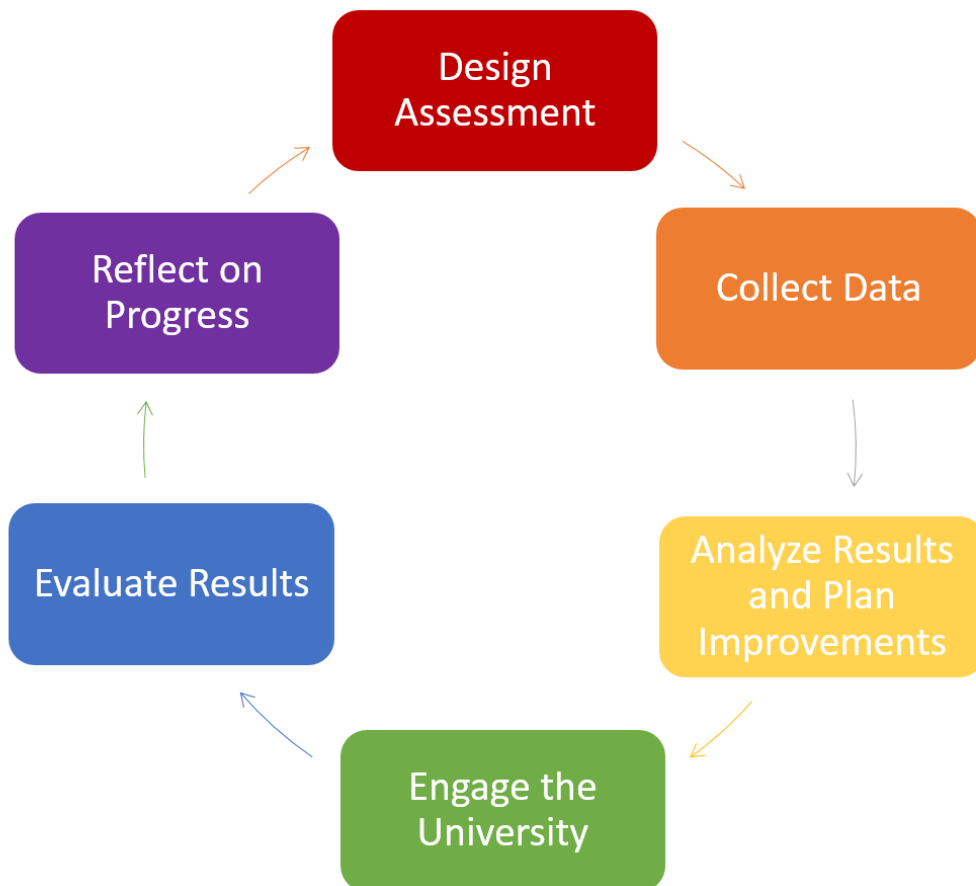 Design
Assessment
Collect Data
Analyze Results
and Plan
Improvements
Engage the
University
Evaluate Results
Reflect on
Progress